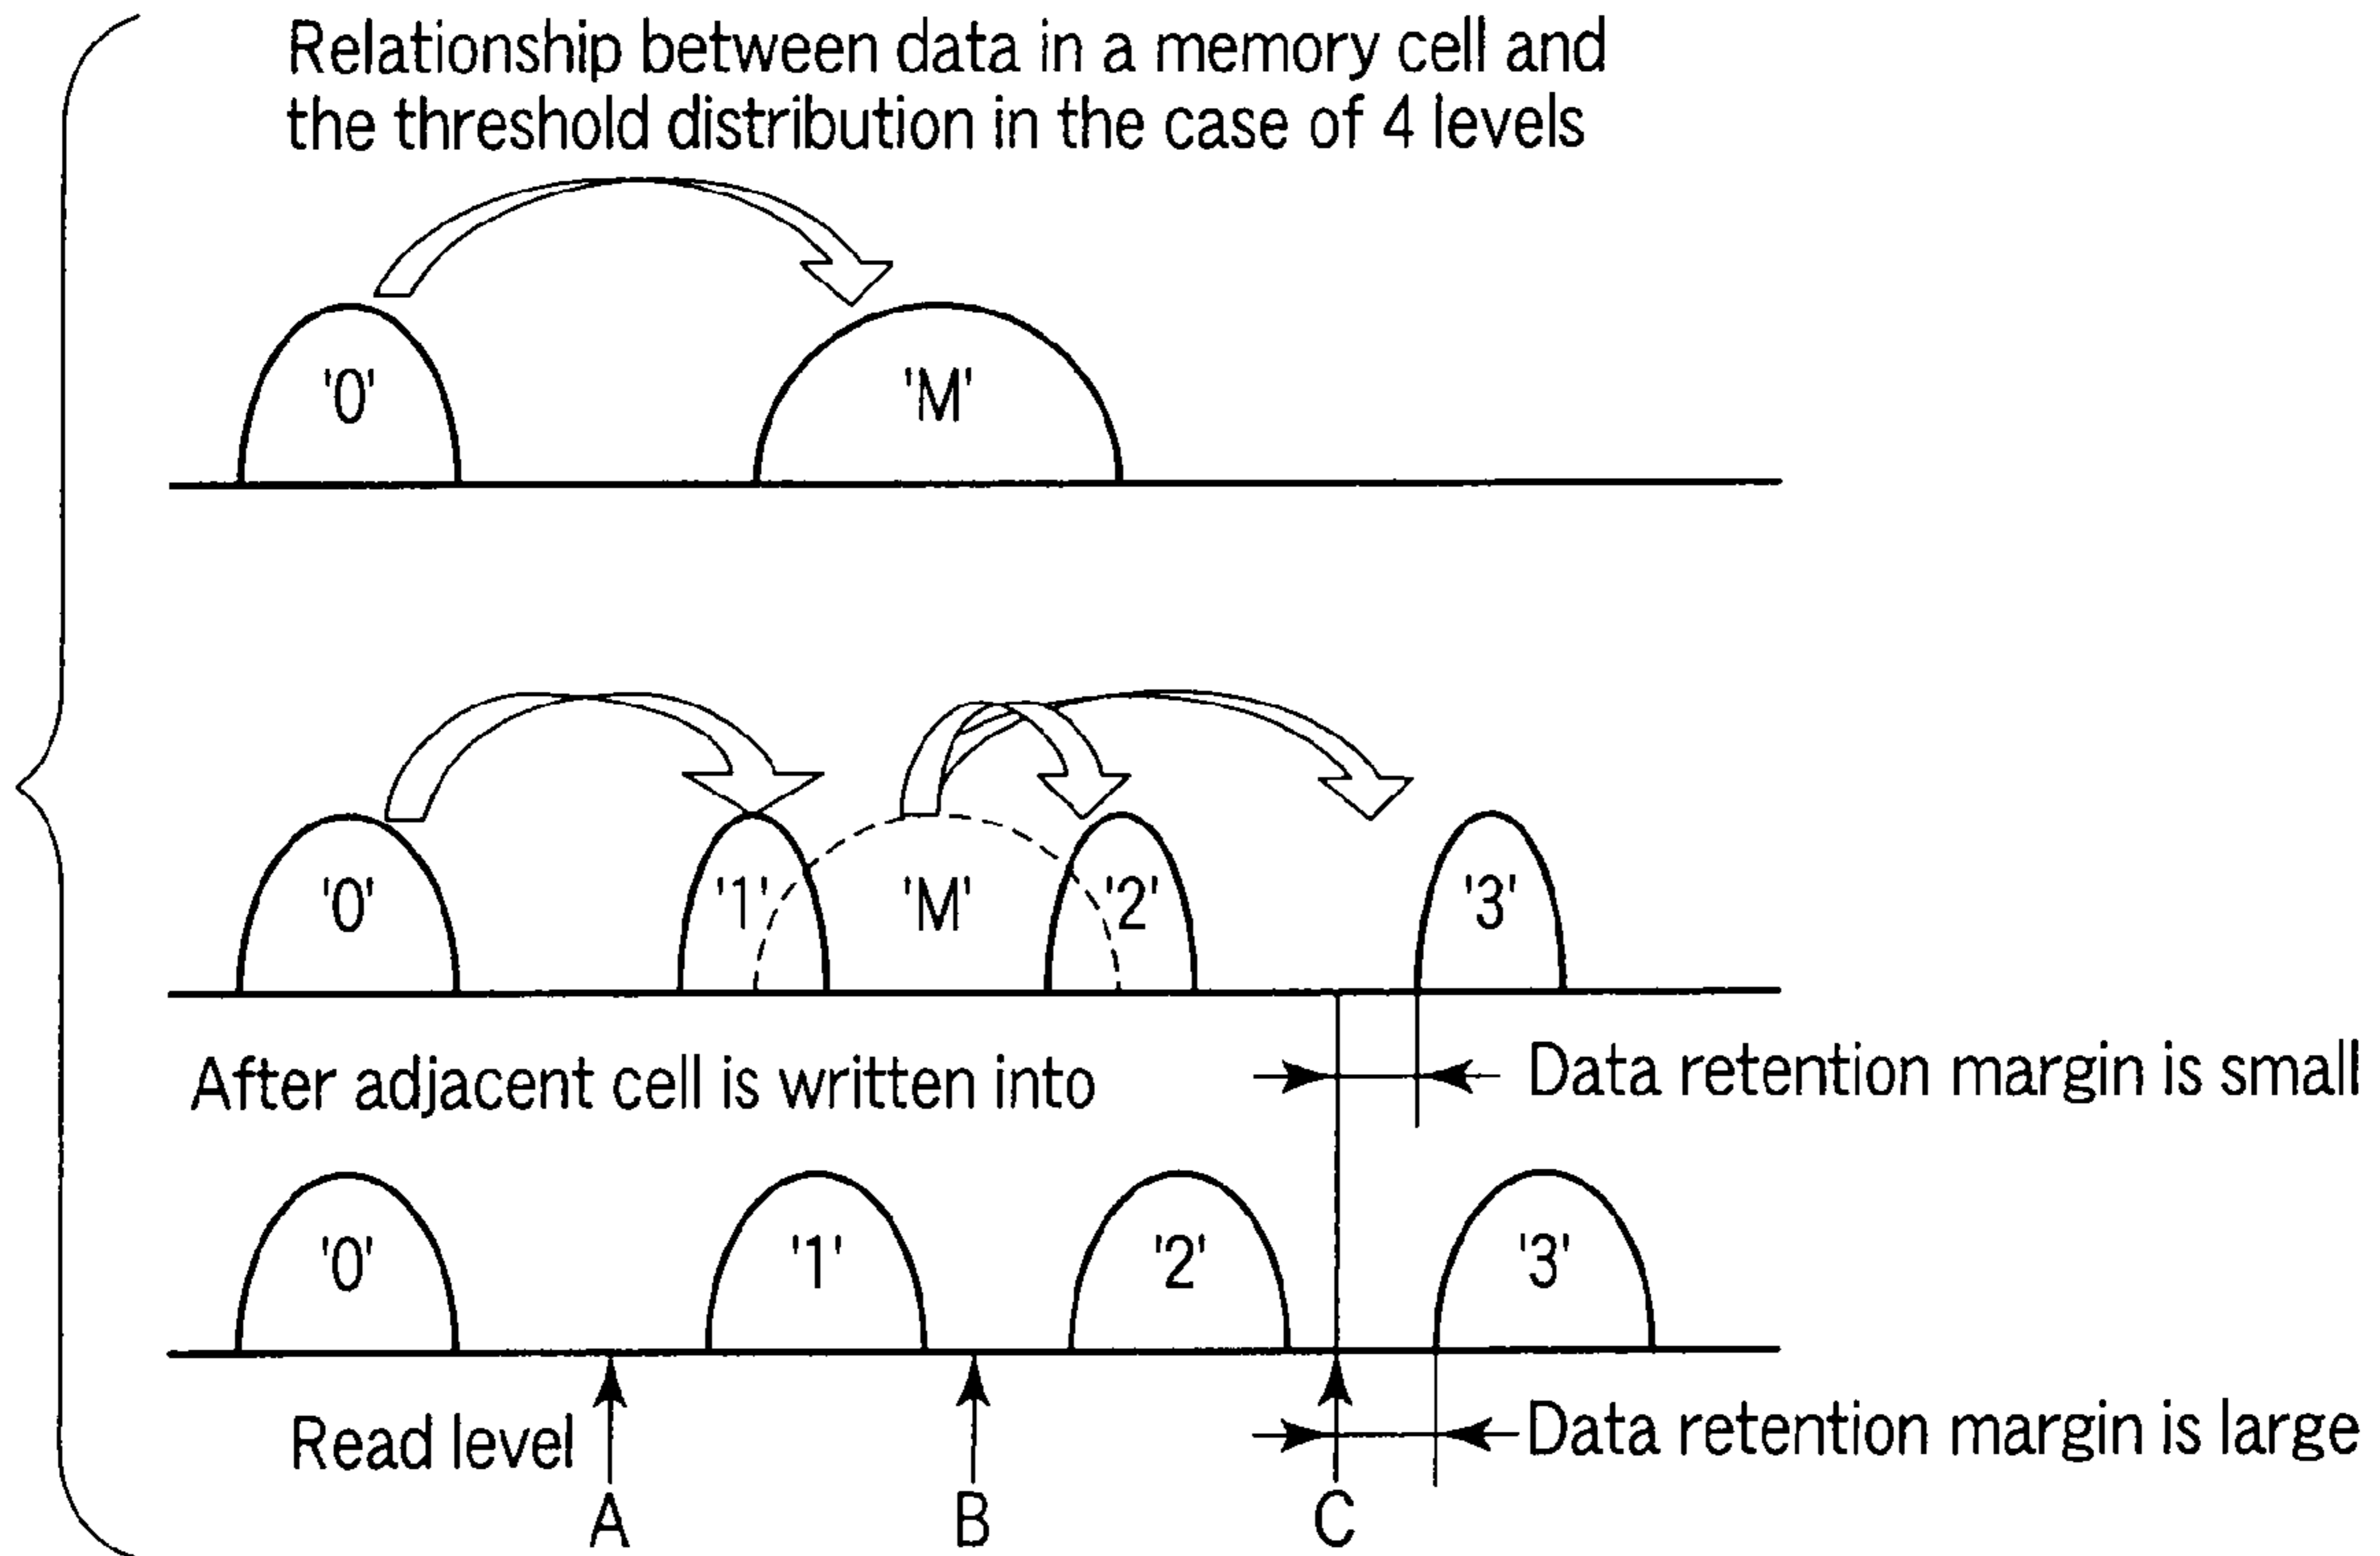 Relationship between data in a memory cell and
the threshold distribution in the case of 4 levels
'0' 'M'
'0' '1' 'M' '2' '3'
After adjacent cell is written into
Data retention margin is small
'0' '1' '2' '3'
Read level
Data retention margin is large
A B C